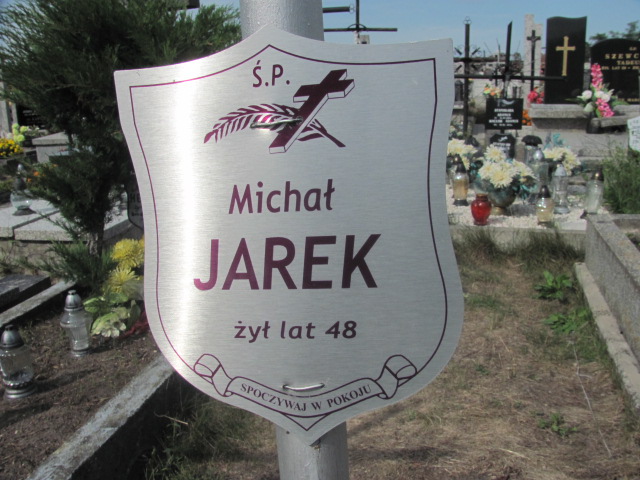 Ś.P.
Michał
JAREK
żył lat 48
SPOCZYWAJ W POKOJU